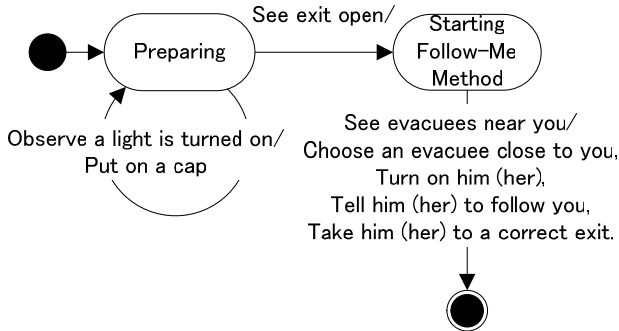 See exit open/
Preparing
Starting
Follow-Me
Method
Observe a light is turned on/
Put on a cap
See evacuees near you/
Choose an evacuee close to you,
Turn on him (her),
Tell him (her) to follow you,
Take him (her) to a correct exit.